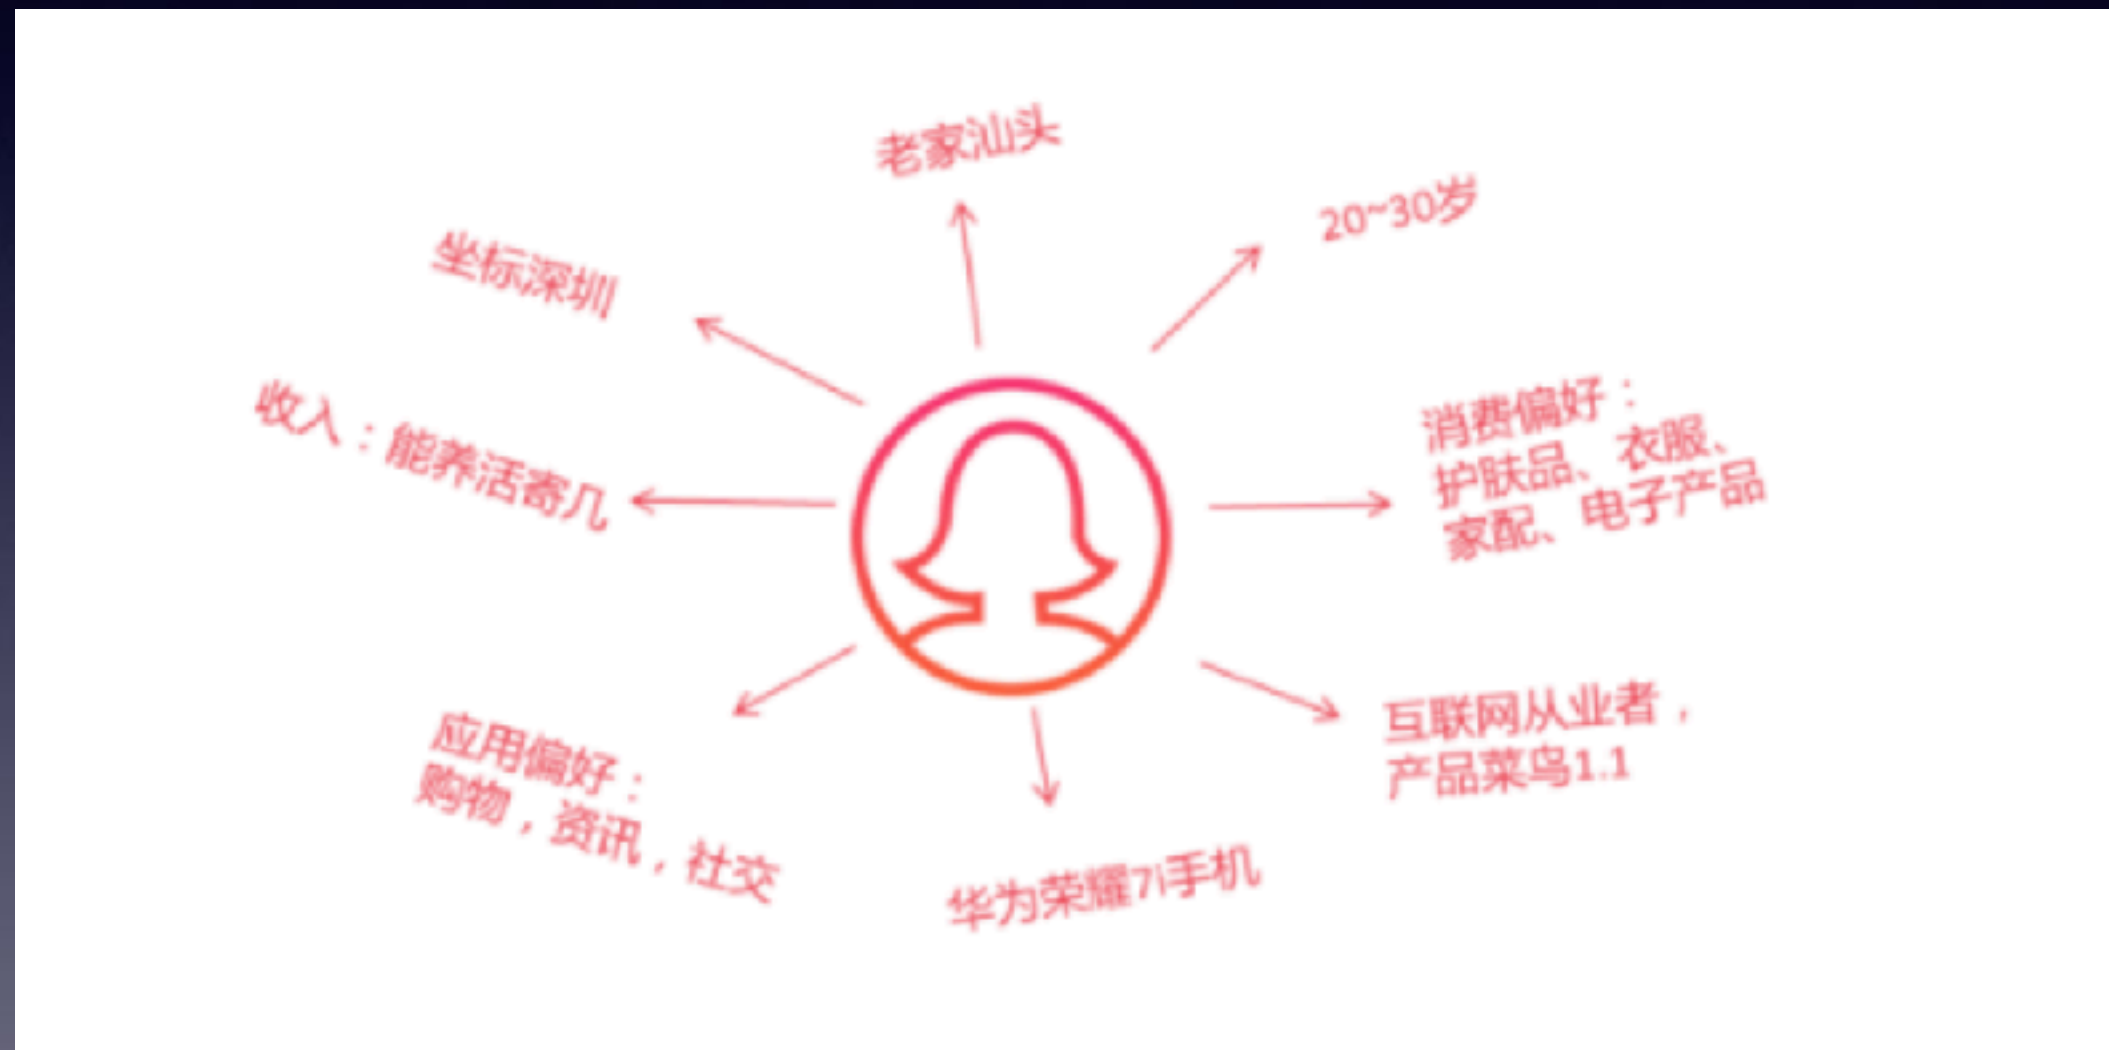 老家汕头
20~30岁
坐标深圳
收入：能养活寄几
消费偏好：
护肤品、衣服、
家配、电子产品
互联网从业者，
产品菜鸟1.1
应用偏好：
购物，资讯，社交
华为荣耀7i手机